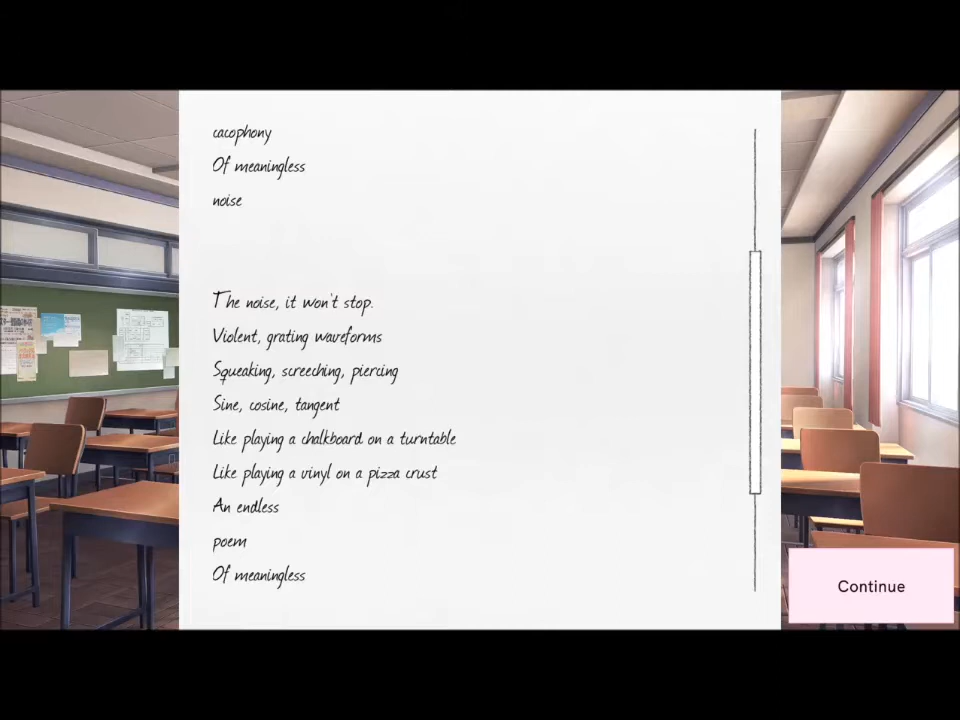 cacophony
Of meaningless
noise
The noise, it won't stop.
Violent, grating waveforms
Squeaking, screeching, piercing
Sine, cosine, tangent
Like playing a chalkboard on a turntable
Like playing a vinyl on a pizza crust
An endless
poem
Of meaningless
Continue